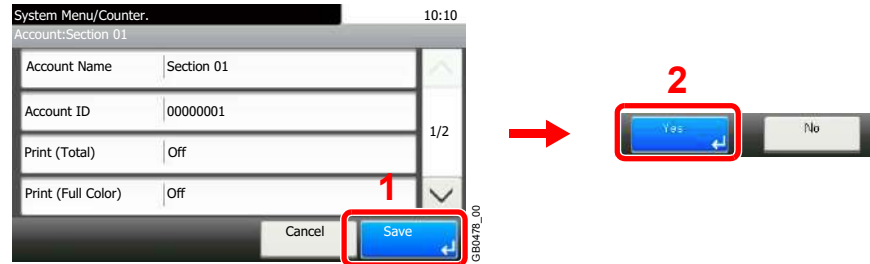 System Menu/Counter. 10:10
Account:Section 01
Account Name Section 01
Account ID 00000001
1/2
Print (Total) Off
Print (Full Color) Off
1
Cancel Save
GB0478_00
2
Yes No